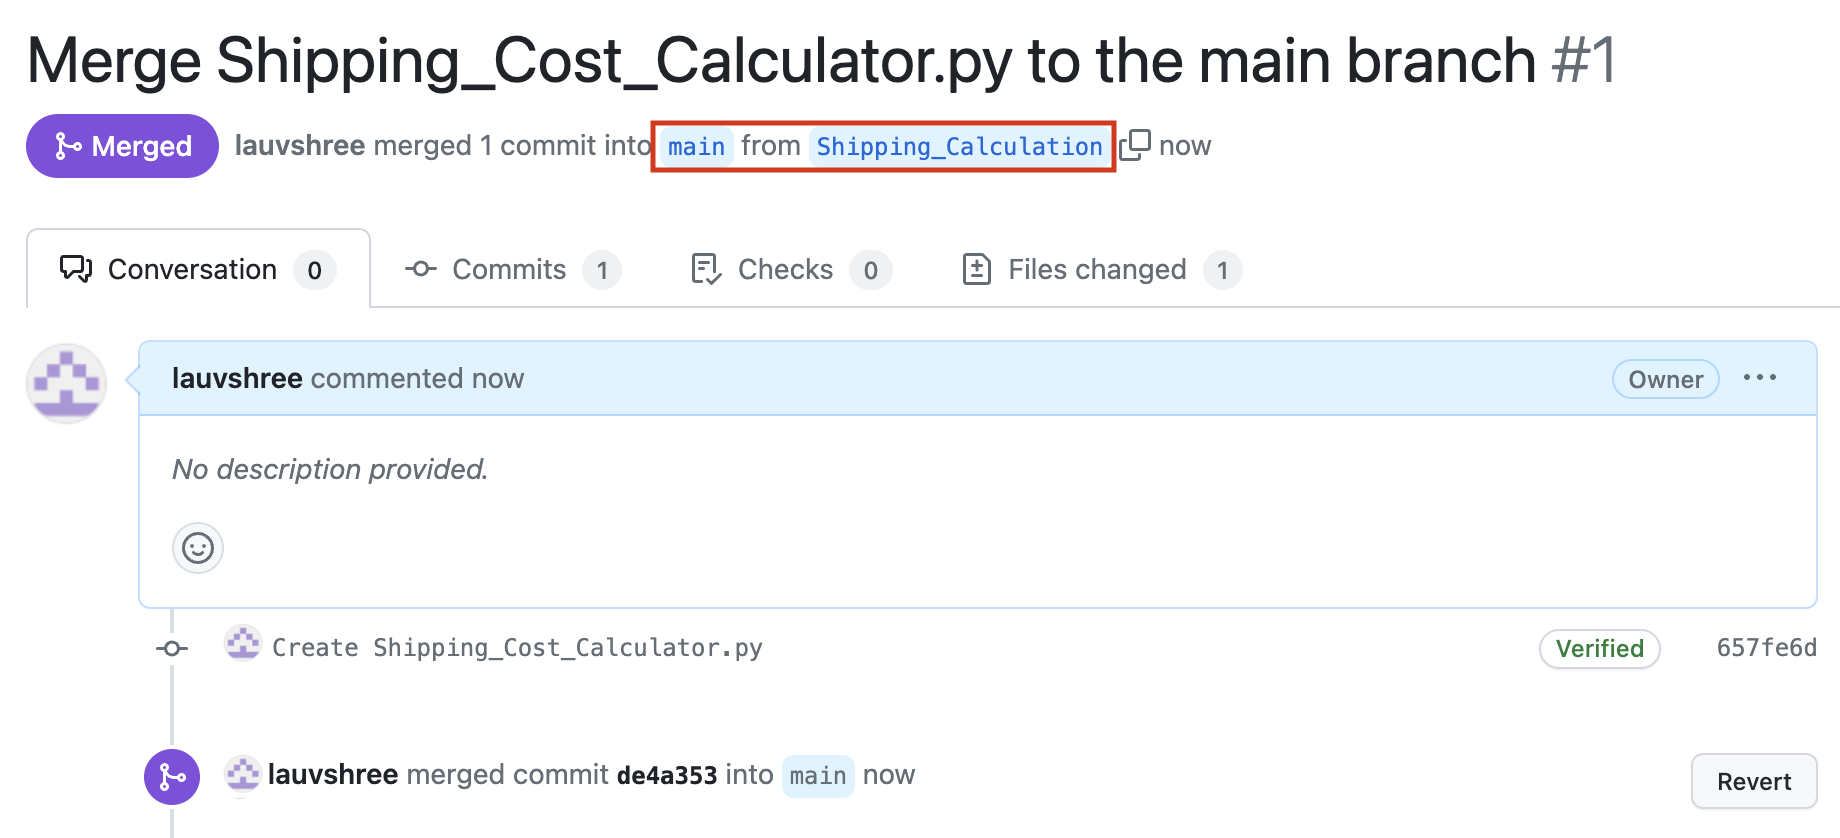 Merge Shipping_Cost_Calculator.py to the main branch #1
Merged lauvshree merged 1 commit into main from Shipping_Calculation now
Conversation 0 Commits 1 Checks 0 Files changed 1
lauvshree commented now Owner
No description provided.
Create Shipping_Cost_Calculator.py Verified 657fe6d
lauvshree merged commit de4a353 into main now Revert